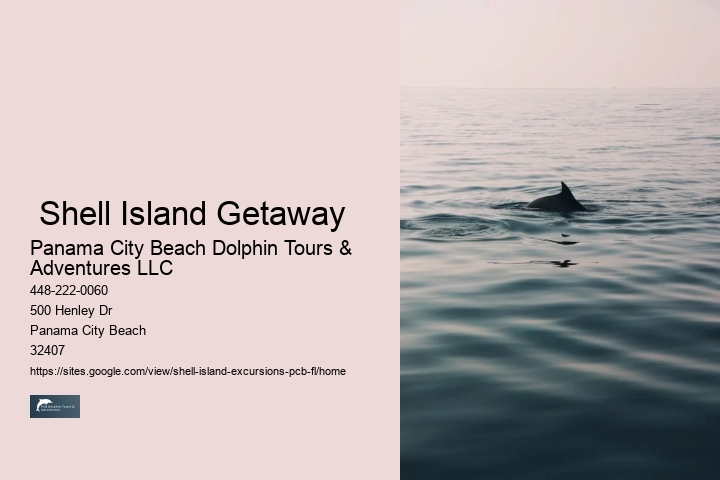 Shell Island Getaway
Panama City Beach Dolphin Tours &
Adventures LLC
448-222-0060
500 Henley Dr
Panama City Beach
32407
https://sites.google.com/view/shell-island-excursions-pcb-fl/home